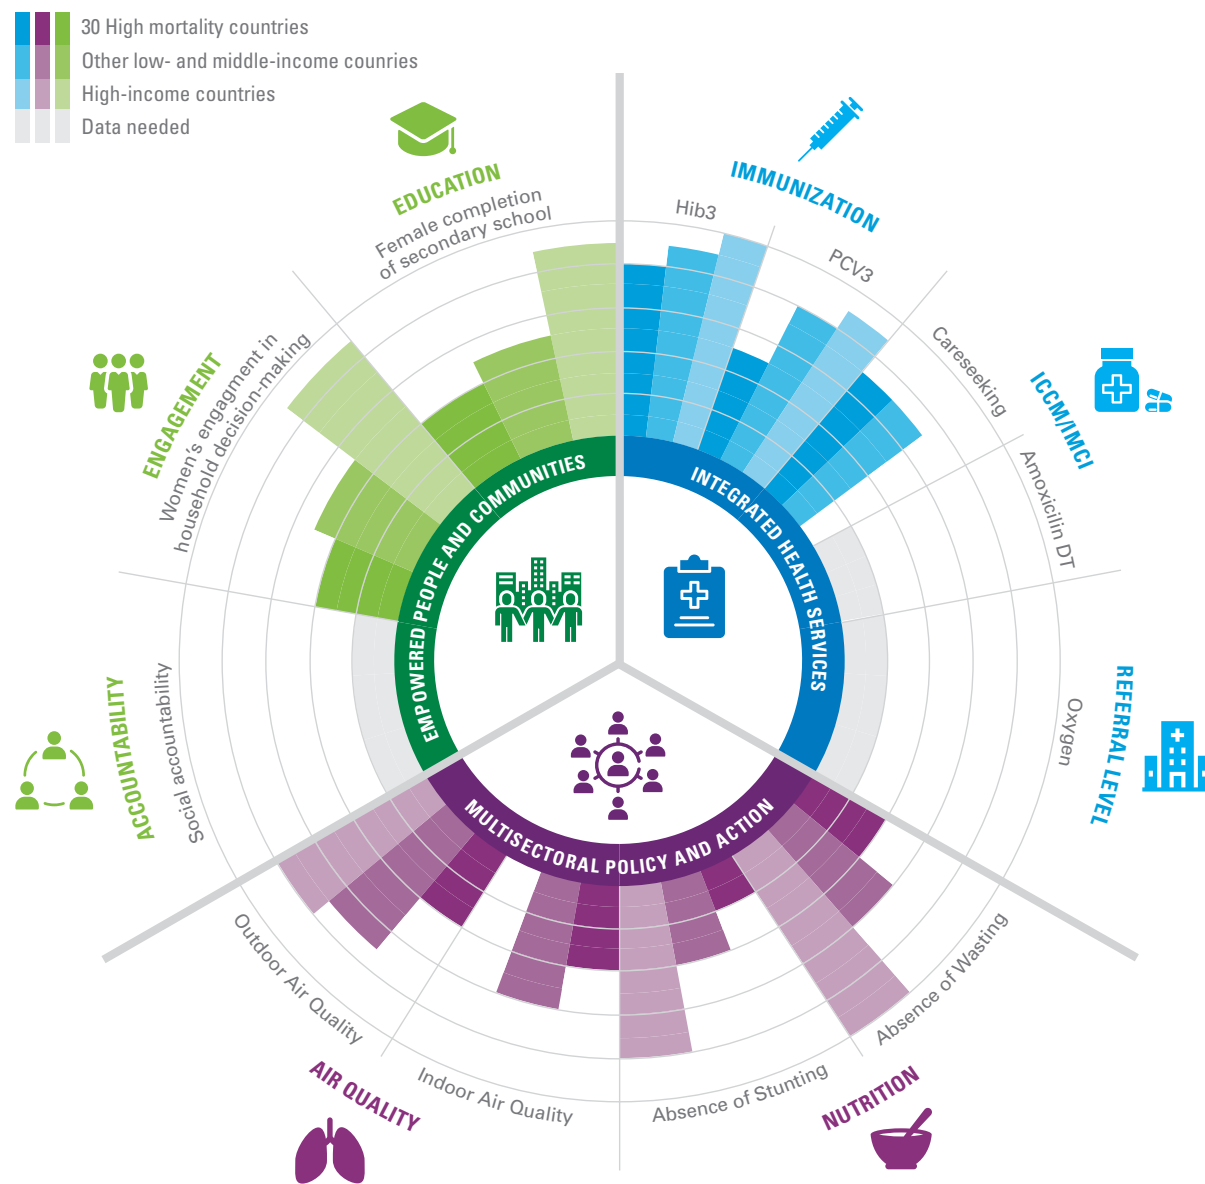 30 High mortality countries
Other low- and middle-income counries
High-income countries
Data needed
EDUCATION
Female completion
of secondary school
IMMUNIZATION
Hib3
PCV3
ICCM/IMCI
Careseeking
Amoxicilin DT
REFERRAL LEVEL
Oxygen
NUTRITION
Absence of Wasting
Absence of Stunting
AIR QUALITY
Indoor Air Quality
Outdoor Air Quality
ACCOUNTABILITY
Social accountability
ENGAGEMENT
Women's engagment in
household decision-making
EMPOWERED PEOPLE AND COMMUNITIES
INTEGRATED HEALTH SERVICES
MULTISECTORAL POLICY AND ACTION